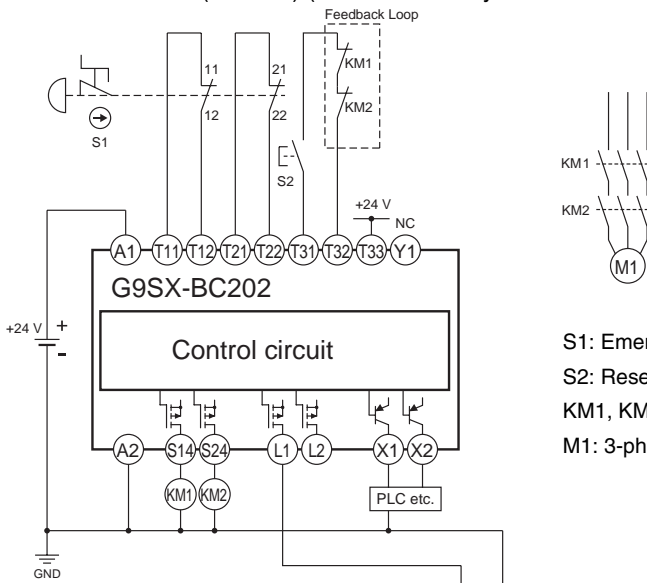 Feedback Loop
KM1
KM2
11
12
21
22
S1
S2
+24 V
NC
A1 T11 T12 T21 T22 T31 T32 T33 Y1
G9SX-BC202
+24 V
+
-
Control circuit
A2 S14 S24 L1 L2 X1 X2
KM1 KM2
PLC etc.
GND
KM1
KM2
M1
S1: Emer
S2: Rese
KM1, KM
M1: 3-ph